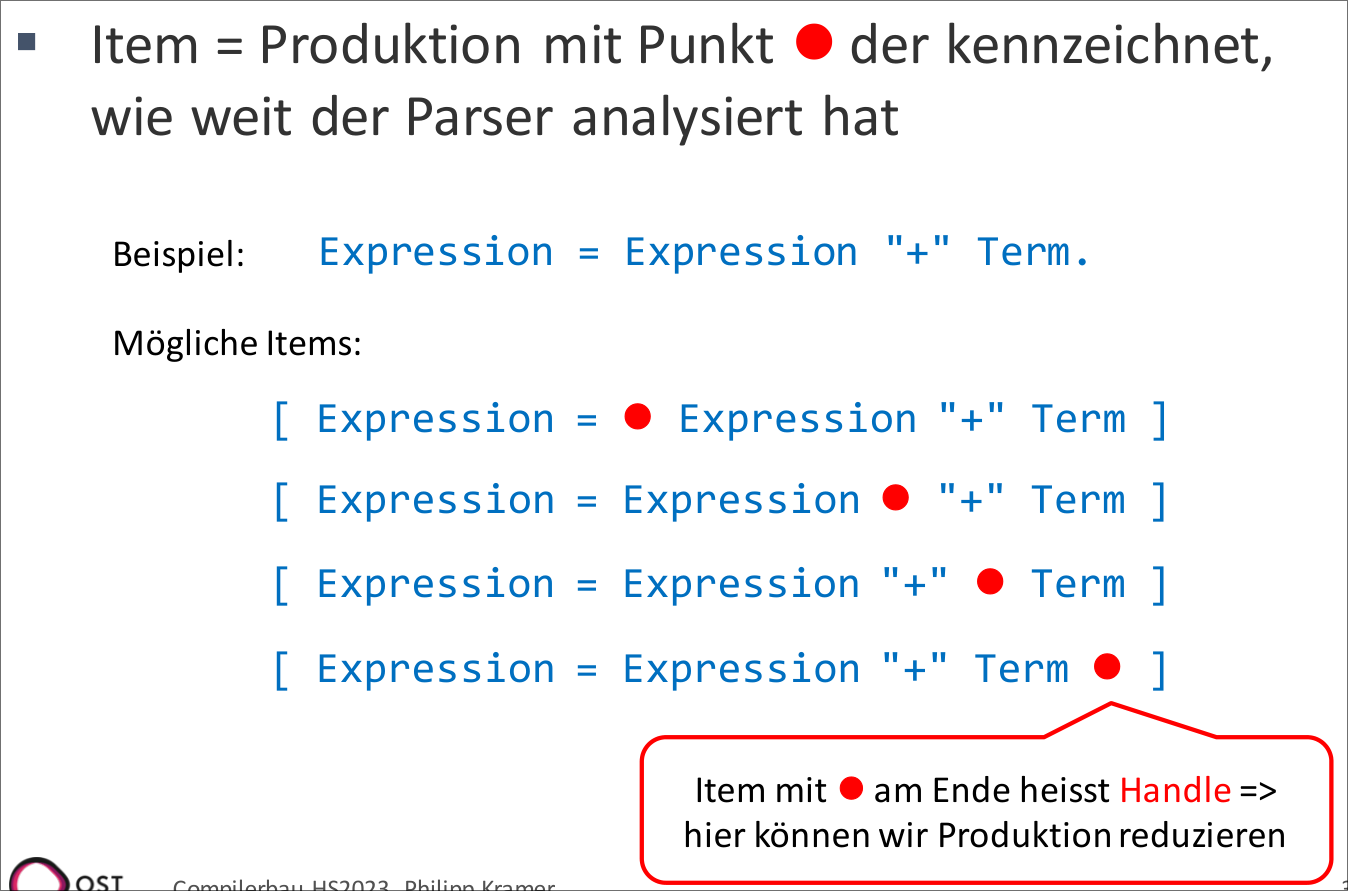 Item = Produktion mit Punkt ● der kennzeichnet,
wie weit der Parser analysiert hat
Beispiel: Expression = Expression "+" Term.
Mögliche Items:
[ Expression = ● Expression "+" Term ]
[ Expression = Expression ● "+" Term ]
[ Expression = Expression "+" ● Term ]
[ Expression = Expression "+" Term ● ]
Item mit ● am Ende heisst Handle =>
hier können wir Produktion reduzieren
OST Compilerbau HS2023, Philipp Kramer